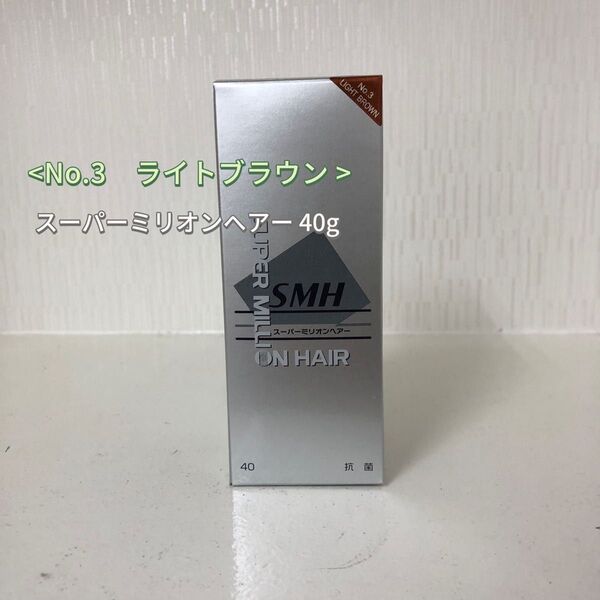 No.3
LIGHT BROWN
<No.3　ライトブラウン >
スーパーミリオンヘアー 40g
SUPER MILLION HAIR
SMH
スーパーミリオンヘアー
40
抗菌